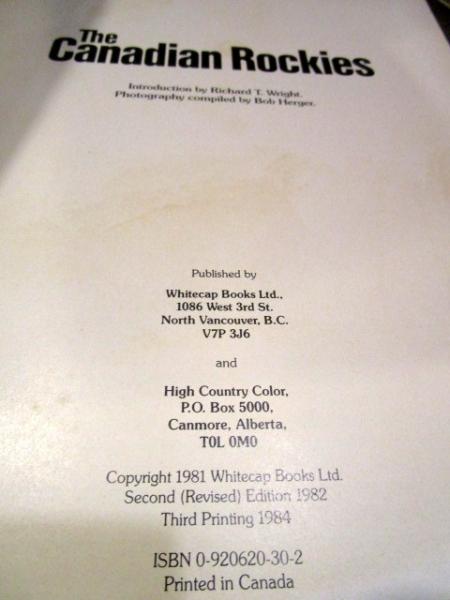 The
Canadian Rockies
Introduction by Richard T. Wright.
Photography compiled by Bob Herger.
Published by
Whitecap Books Ltd.,
1086 West 3rd St.
North Vancouver, B.C.
V7P 3J6
and
High Country Color,
P.O. Box 5000,
Canmore, Alberta,
T0L 0M0
Copyright 1981 Whitecap Books Ltd.
Second (Revised) Edition 1982
Third Printing 1984
ISBN 0-920620-30-2
Printed in Canada